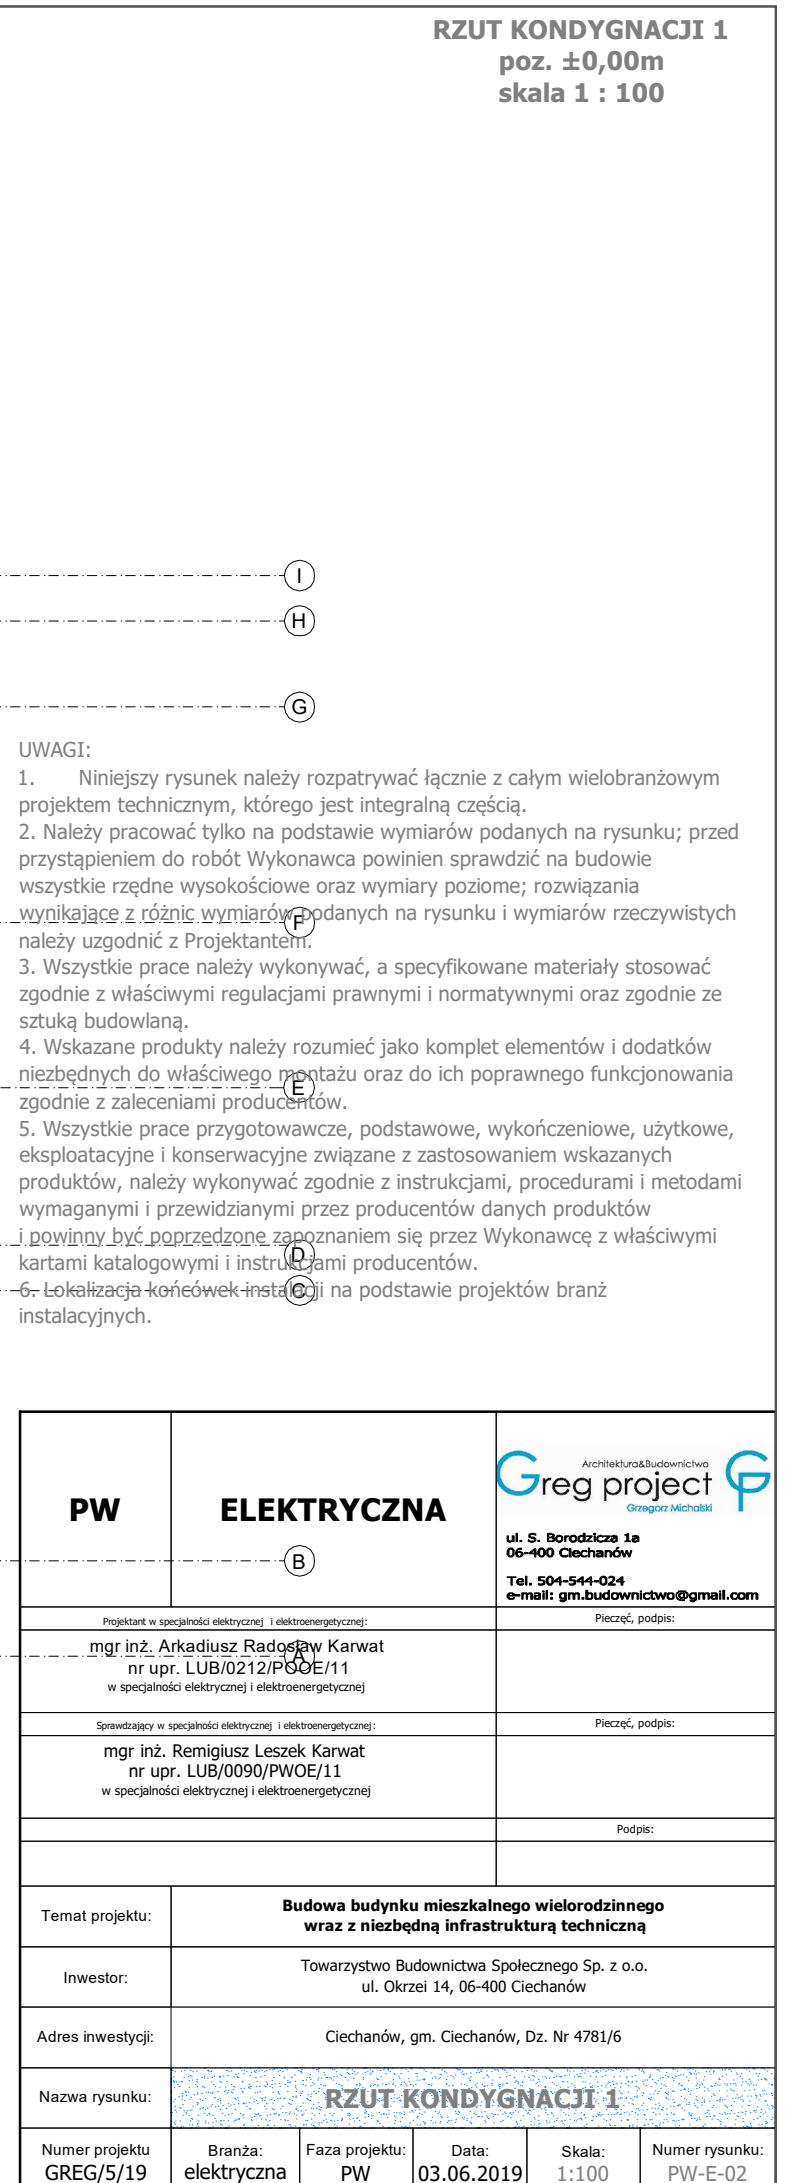 RZUT KONDYGNACJI 1
poz. ±0,00m
skala 1 : 100
I
H
G
UWAGI:
1. Niniejszy rysunek należy rozpatrywać łącznie z całym wielobranżowym
projektem technicznym, którego jest integralną częścią.
2. Należy pracować tylko na podstawie wymiarów podanych na rysunku; przed
przystąpieniem do robót Wykonawca powinien sprawdzić na budowie
wszystkie rzędne wysokościowe oraz wymiary poziome; rozwiązania
wynikające z różnic wymiarów podanych na rysunku i wymiarów rzeczywistych
F
należy uzgodnić z Projektantem.
3. Wszystkie prace należy wykonywać, a specyfikowane materiały stosować
zgodnie z właściwymi regulacjami prawnymi i normatywnymi oraz zgodnie ze
sztuką budowlaną.
4. Wskazane produkty należy rozumieć jako komplet elementów i dodatków
niezbędnych do właściwego montażu oraz do ich poprawnego funkcjonowania
E
zgodnie z zaleceniami producentów.
5. Wszystkie prace przygotowawcze, podstawowe, wykończeniowe, użytkowe,
eksploatacyjne i konserwacyjne związane z zastosowaniem wskazanych
produktów, należy wykonywać zgodnie z instrukcjami, procedurami i metodami
wymaganymi i przewidzianymi przez producentów danych produktów
i powinny być poprzedzone zapoznaniem się przez Wykonawcę z właściwymi
D
kartami katalogowymi i instrukcjami producentów.
6. Lokalizacja końcówek instalacji na podstawie projektów branż
C
instalacyjnych.
PW
ELEKTRYCZNA
Architektura&Budownictwo
Greg project
Grzegorz Michalski
GP
ul. S. Borodzicza 1a
06-400 Ciechanów
Tel. 504-544-024
e-mail: gm.budownictwo@gmail.com
B
Projektant w specjalności elektrycznej i elektroenergetycznej:
Pieczęć, podpis:
mgr inż. Arkadiusz Radosław Karwat
A
nr upr. LUB/0212/POOE/11
w specjalności elektrycznej i elektroenergetycznej
Sprawdzający w specjalności elektrycznej i elektroenergetycznej:
Pieczęć, podpis:
mgr inż. Remigiusz Leszek Karwat
nr upr. LUB/0090/PWOE/11
w specjalności elektrycznej i elektroenergetycznej
Podpis:
Temat projektu:
Budowa budynku mieszkalnego wielorodzinnego
wraz z niezbędną infrastrukturą techniczną
Inwestor:
Towarzystwo Budownictwa Społecznego Sp. z o.o.
ul. Okrzei 14, 06-400 Ciechanów
Adres inwestycji:
Ciechanów, gm. Ciechanów, Dz. Nr 4781/6
Nazwa rysunku:
RZUT KONDYGNACJI 1
Numer projektu
GREG/5/19
Branża:
elektryczna
Faza projektu:
PW
Data:
03.06.2019
Skala:
1:100
Numer rysunku:
PW-E-02